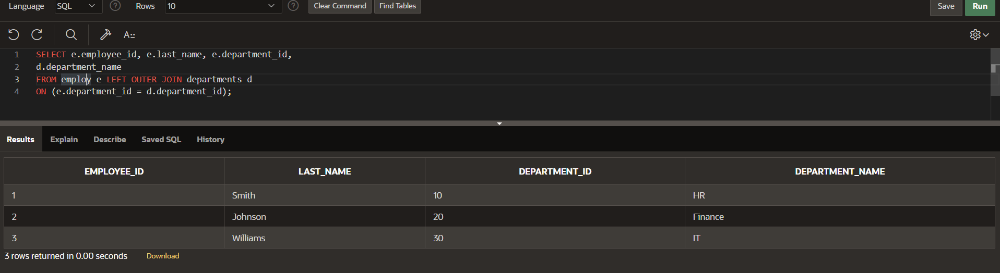 Language SQL Rows 10 Clear Command Find Tables Save Run
A::
1 SELECT e.employee_id, e.last_name, e.department_id,
2 d.department_name
3 FROM employ e LEFT OUTER JOIN departments d
4 ON (e.department_id = d.department_id);
Results Explain Describe Saved SQL History
EMPLOYEE_ID LAST_NAME DEPARTMENT_ID DEPARTMENT_NAME
1 Smith 10 HR
2 Johnson 20 Finance
3 Williams 30 IT
3 rows returned in 0.00 seconds Download